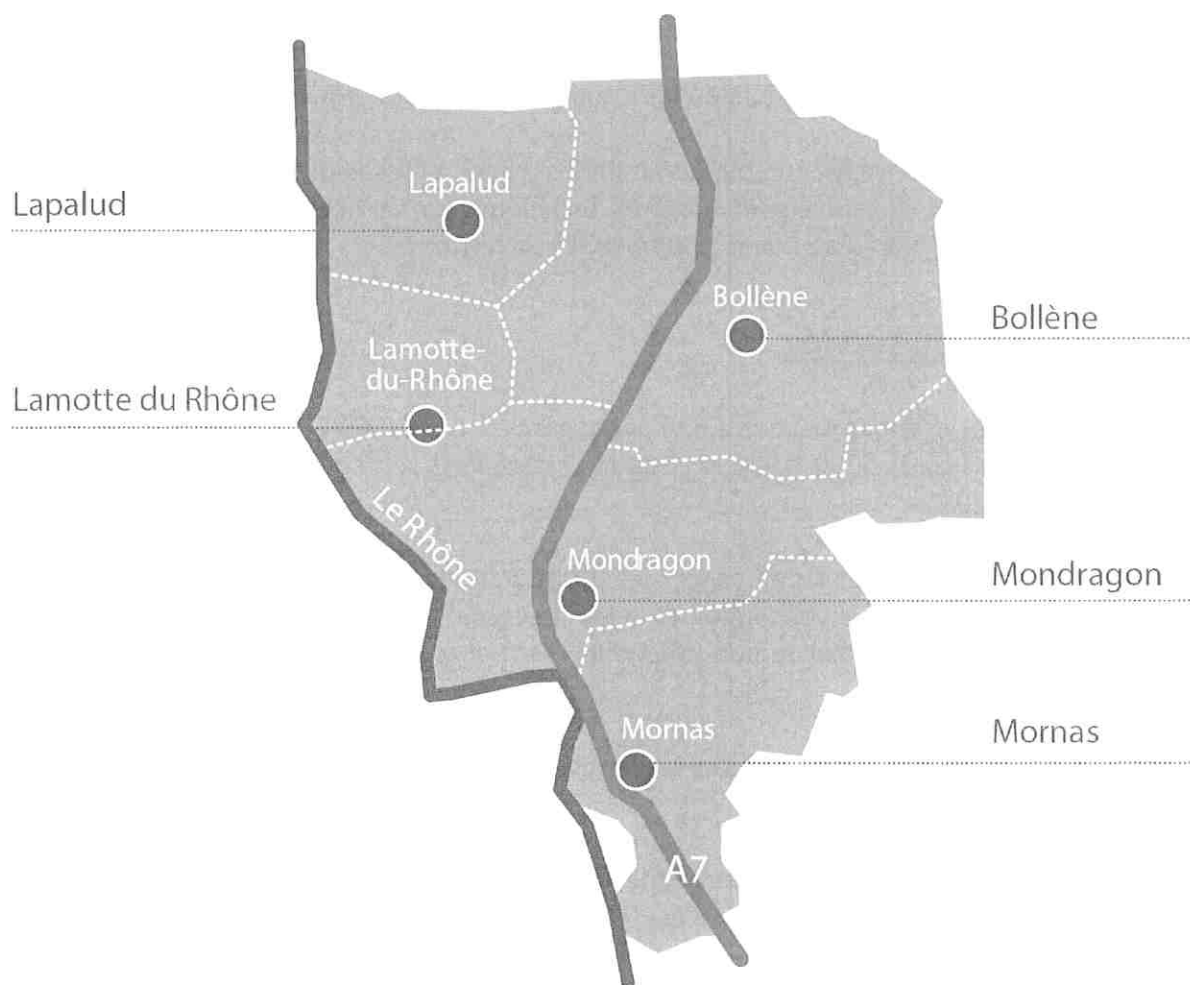 Lapalud
Lapalud
Bollène
Bollène
Lamotte-
du-Rhône
Lamotte du Rhône
Le Rhône
Mondragon
Mondragon
Mornas
Mornas
A7